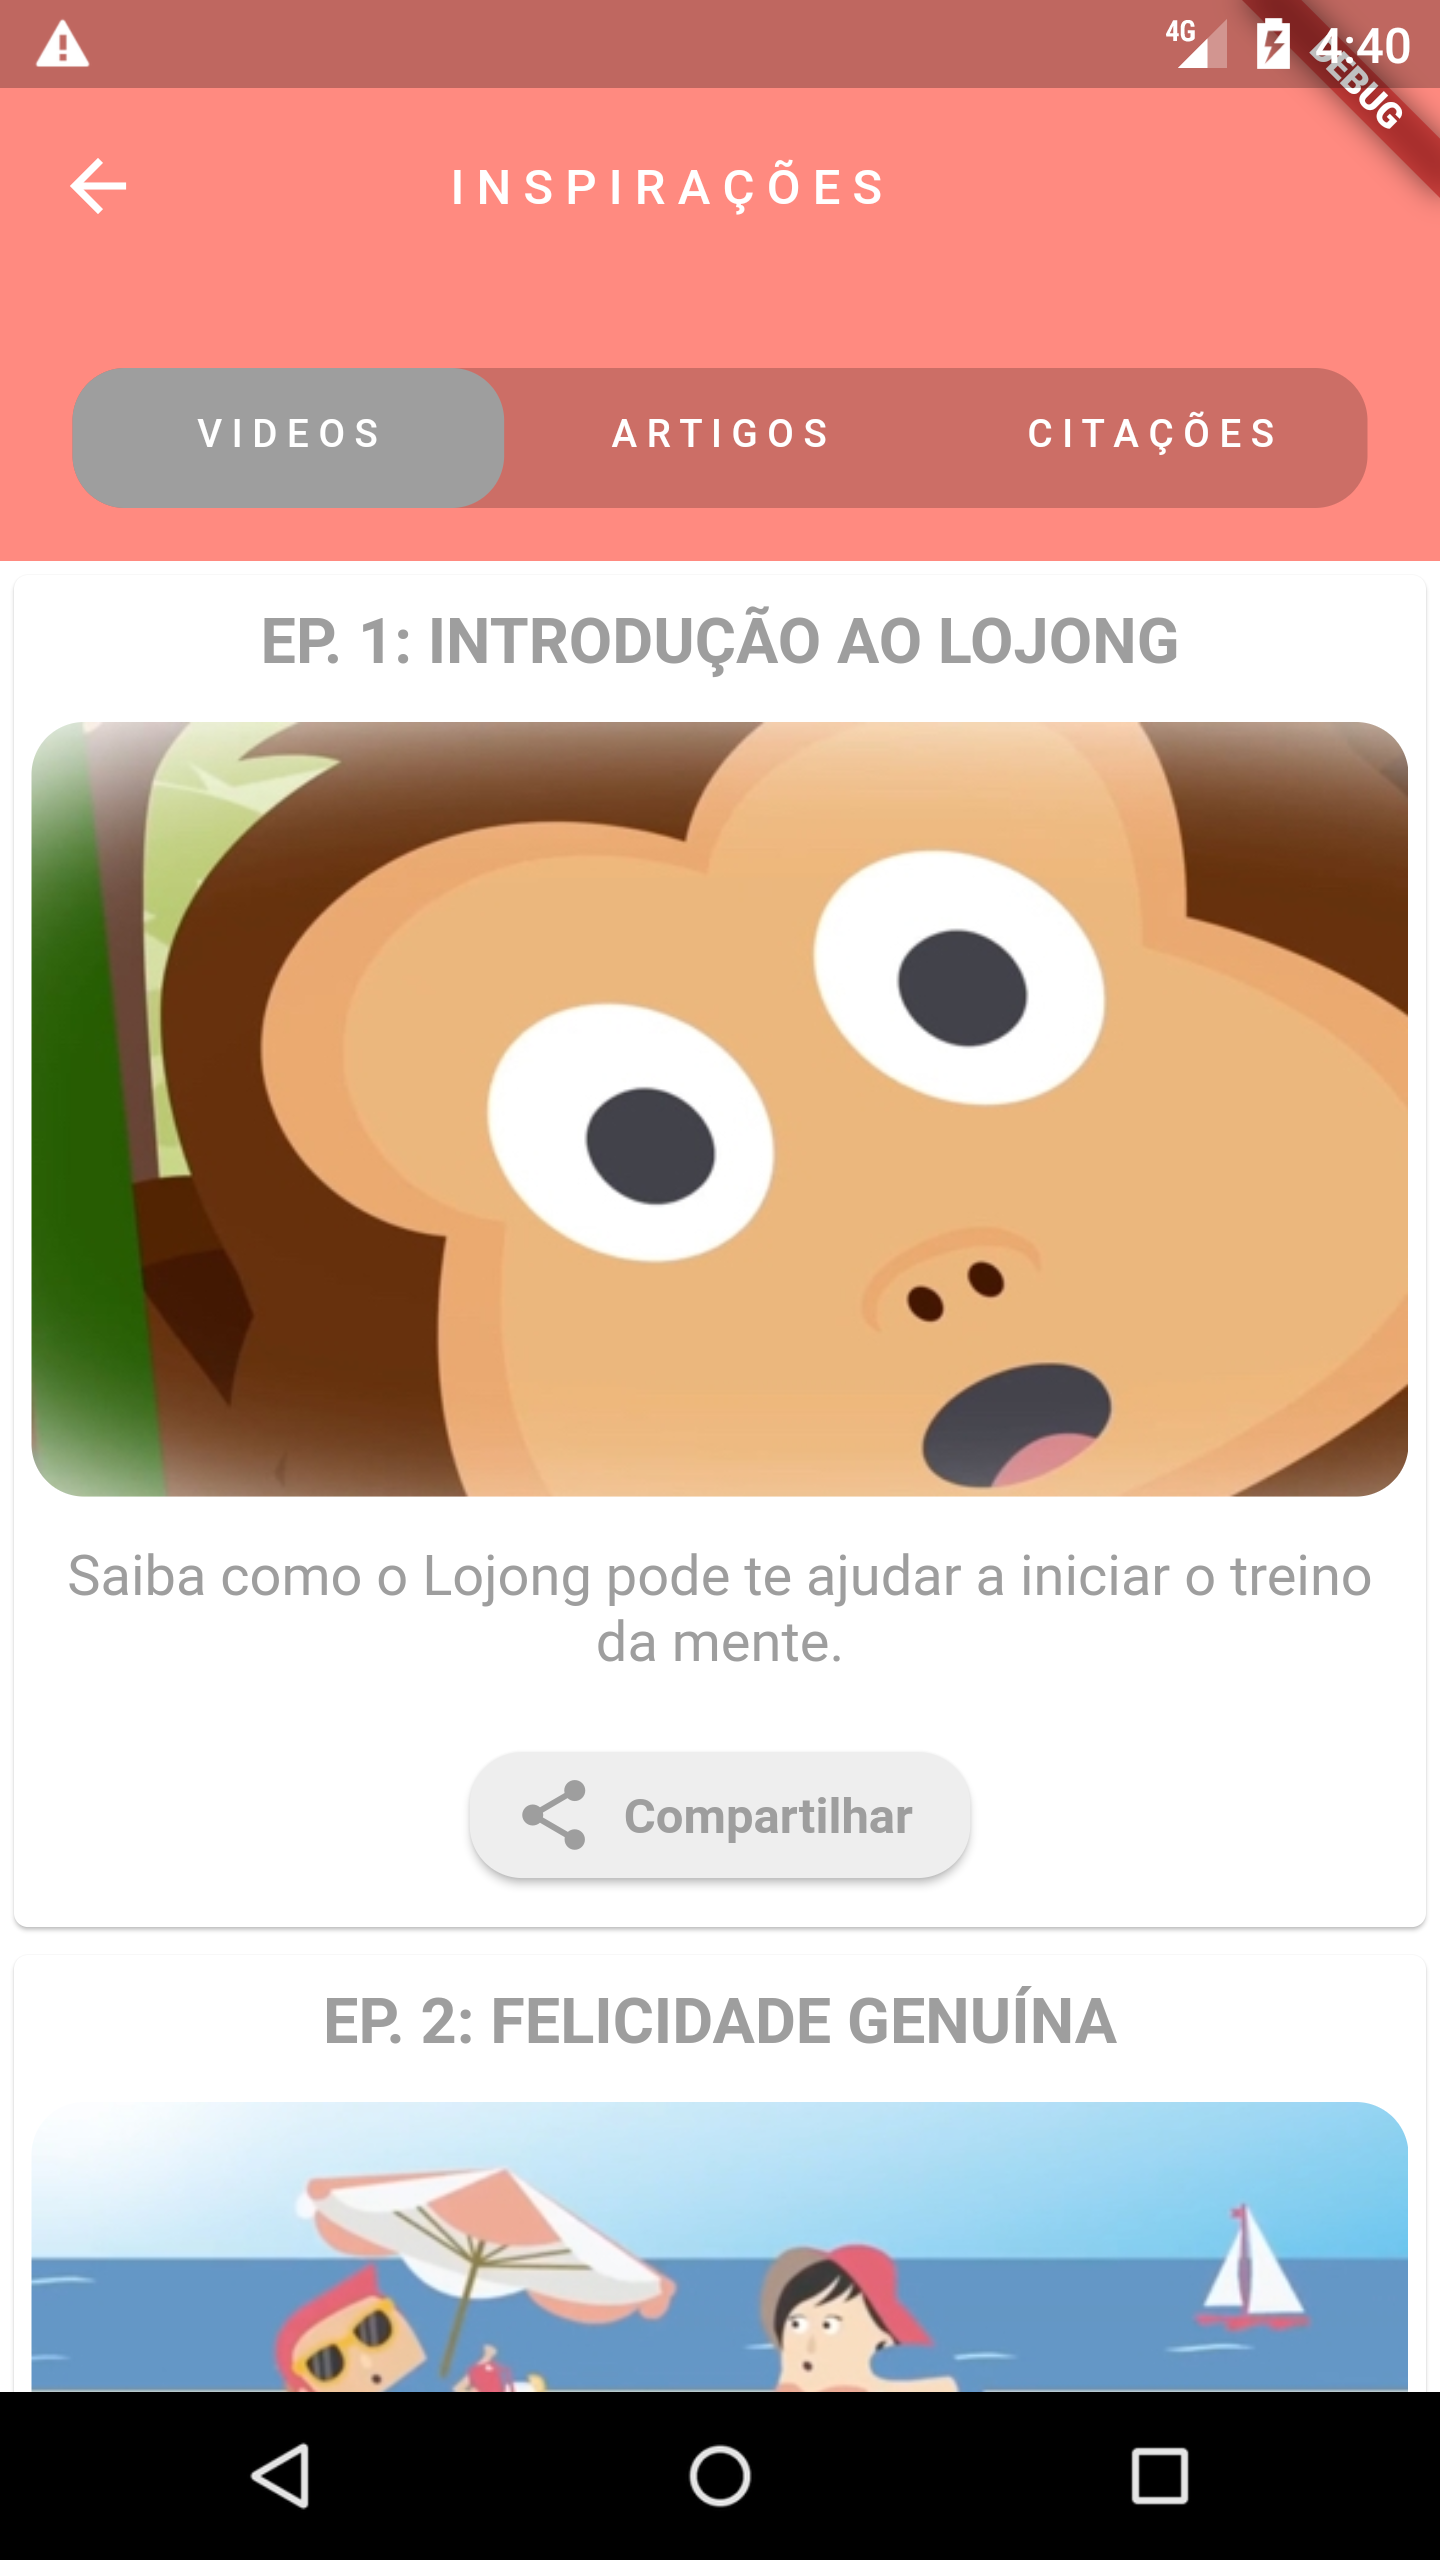 4G 4:40
DEBUG
INSPIRAÇÕES
VIDEOS ARTIGOS CITAÇÕES
EP. 1: INTRODUÇÃO AO LOJONG
Saiba como o Lojong pode te ajudar a iniciar o treino
da mente.
Compartilhar
EP. 2: FELICIDADE GENUÍNA